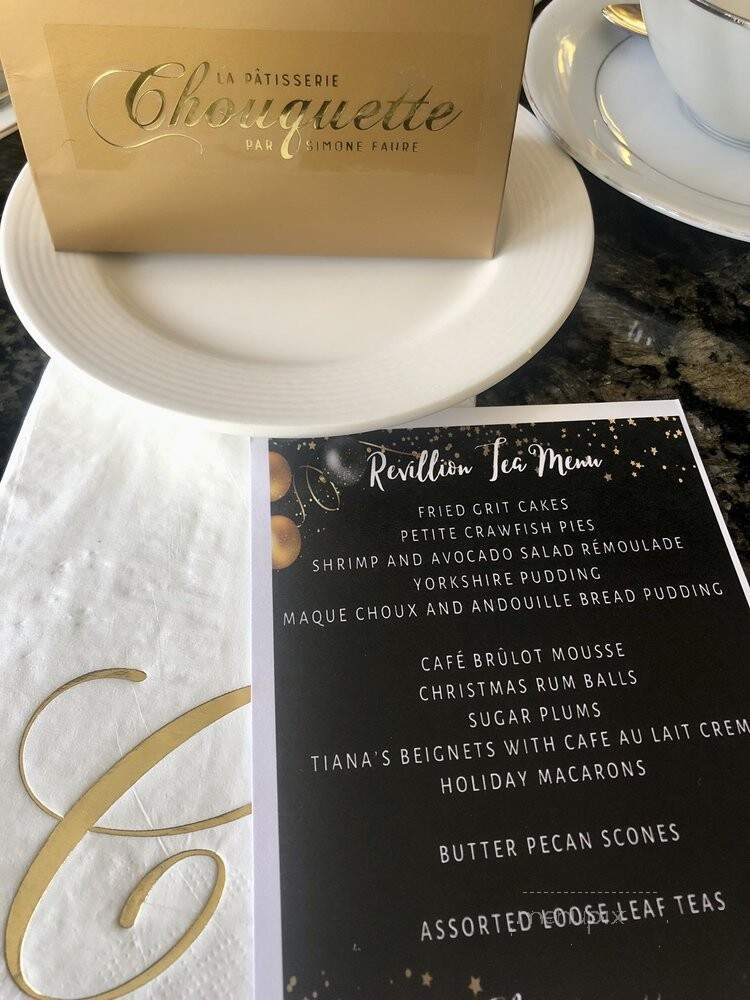 LA PÂTISSERIE
Chouquette
PAR SIMONE FAURE
Revillion Tea Menu
FRIED GRIT CAKES
PETITE CRAWFISH PIES
SHRIMP AND AVOCADO SALAD RÉMOULADE
YORKSHIRE PUDDING
MAQUE CHOUX AND ANDOUILLE BREAD PUDDING
CAFÉ BRÛLOT MOUSSE
CHRISTMAS RUM BALLS
SUGAR PLUMS
TIANA'S BEIGNETS WITH CAFE AU LAIT CREM
HOLIDAY MACARONS
BUTTER PECAN SCONES
ASSORTED LOOSE LEAF TEAS
menupix
C